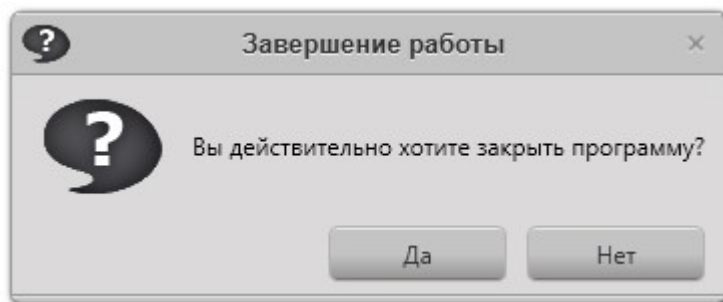 Завершение работы
Вы действительно хотите закрыть программу?
Да
Нет